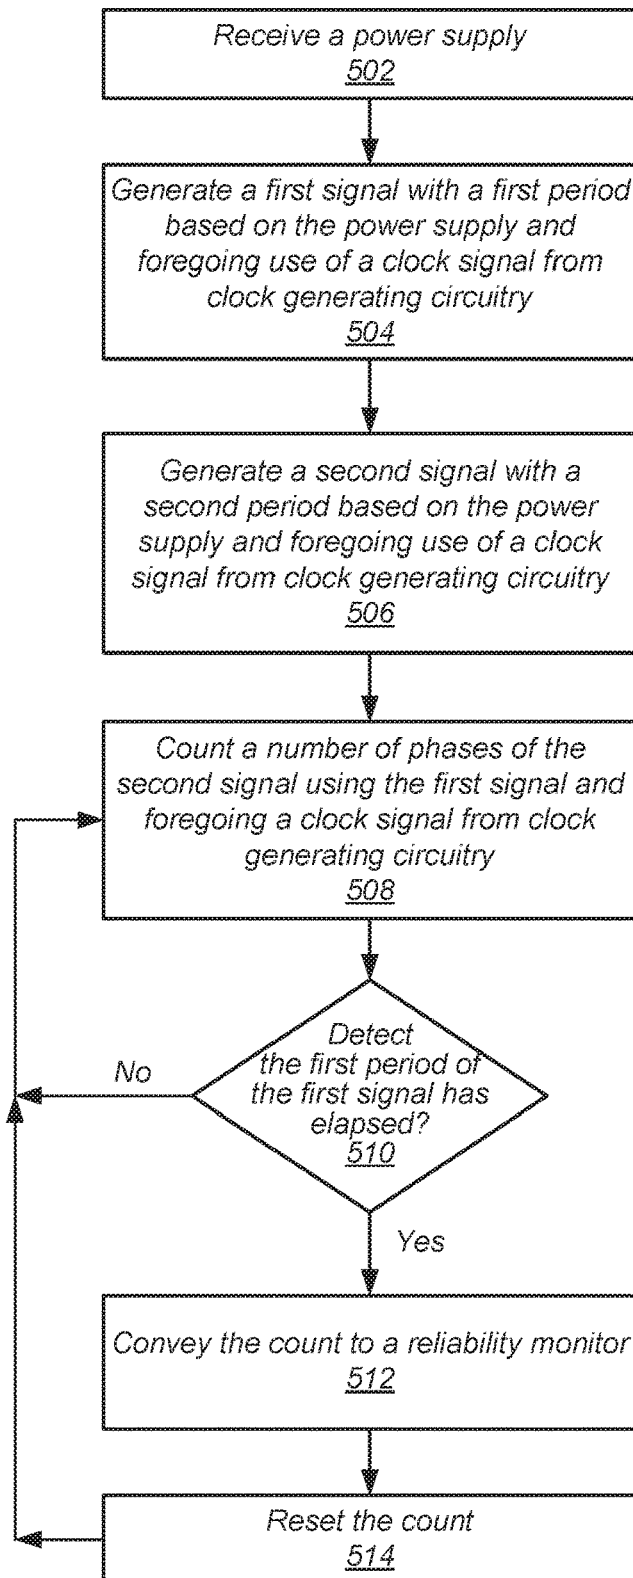 Receive a power supply
502
Generate a first signal with a first period
based on the power supply and
foregoing use of a clock signal from
clock generating circuitry
504
Generate a second signal with a
second period based on the power
supply and foregoing use of a clock
signal from clock generating circuitry
506
Count a number of phases of the
second signal using the first signal and
foregoing a clock signal from clock
generating circuitry
508
Detect
the first period of
the first signal has
elapsed?
510
No
Yes
Convey the count to a reliability monitor
512
Reset the count
514